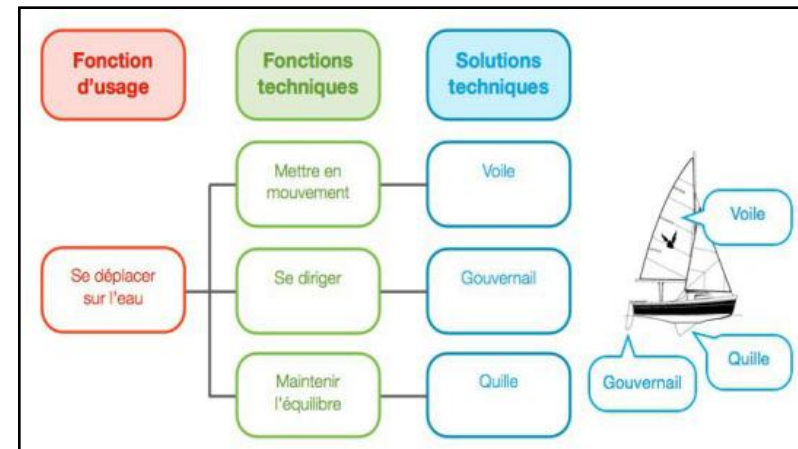 Fonction
d'usage
Fonctions
techniques
Solutions
techniques
Mettre en
mouvement
Voile
Se déplacer
sur l'eau
Se diriger
Gouvernail
Maintenir
l'équilibre
Quille
Voile
Quille
Gouvernail